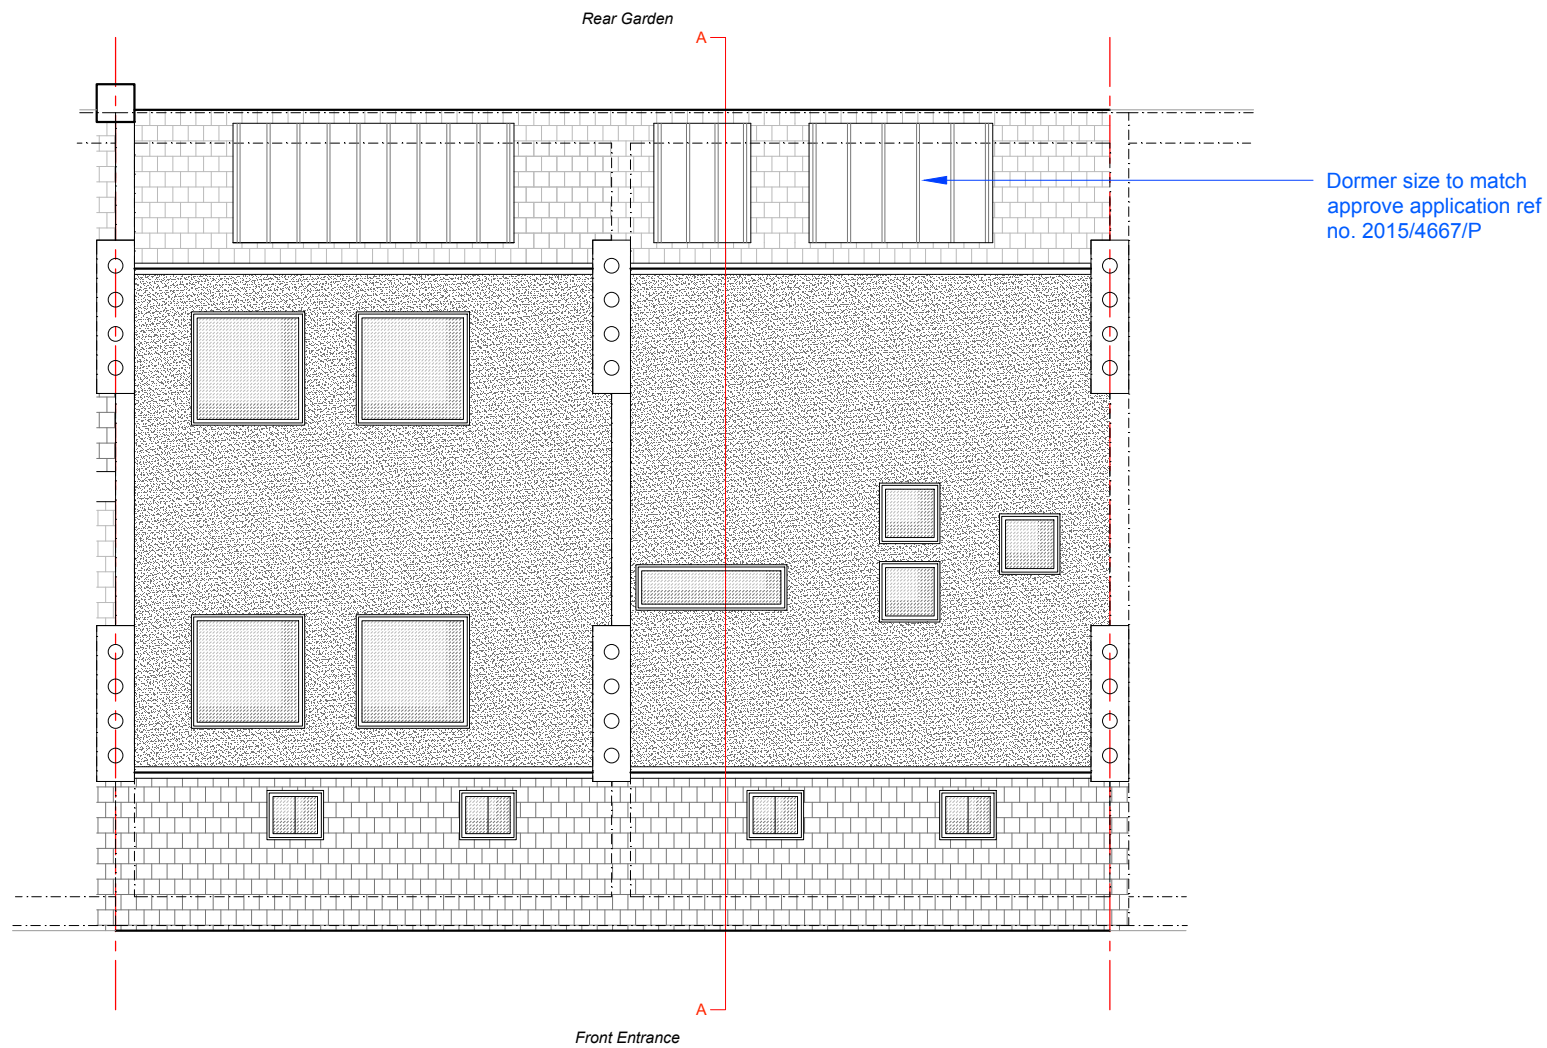 Rear Garden
A
Dormer size to match
approve application ref
no. 2015/4667/P
A
Front Entrance